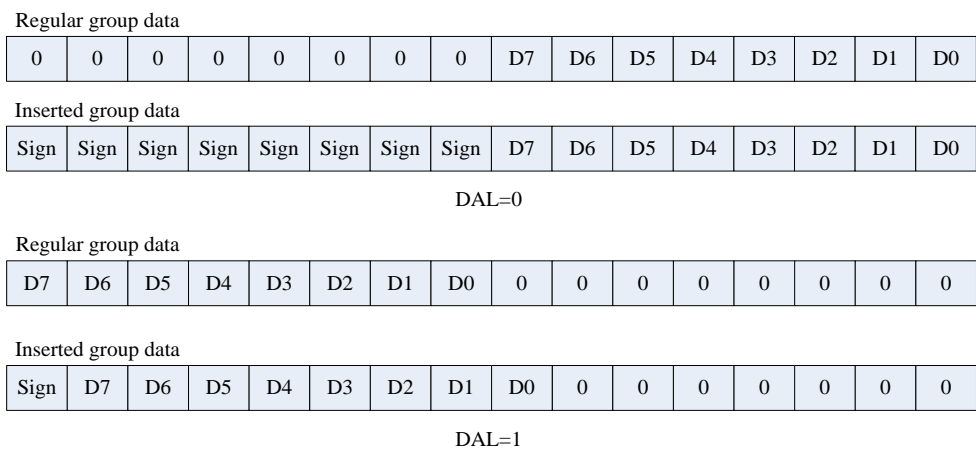 Regular group data
0 0 0 0 0 0 0 0 D7 D6 D5 D4 D3 D2 D1 D0
Inserted group data
Sign Sign Sign Sign Sign Sign Sign Sign D7 D6 D5 D4 D3 D2 D1 D0
DAL=0
Regular group data
D7 D6 D5 D4 D3 D2 D1 D0 0 0 0 0 0 0 0 0
Inserted group data
Sign D7 D6 D5 D4 D3 D2 D1 D0 0 0 0 0 0 0 0
DAL=1